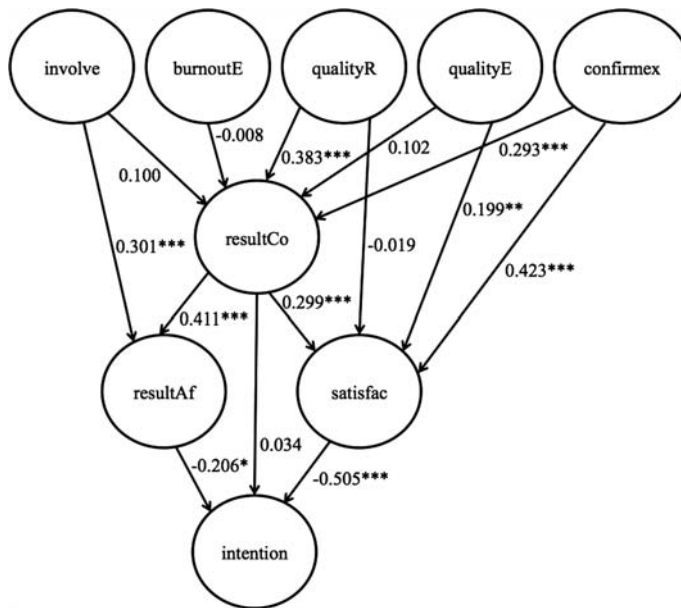 involve burnoutE qualityR qualityE confirmex
-0.008
0.383*** 0.102 0.293***
0.100
0.199**
resultCo
0.301*** -0.019
0.423***
0.299***
0.411***
resultAf satisfac
0.034
-0.206* -0.505***
intention